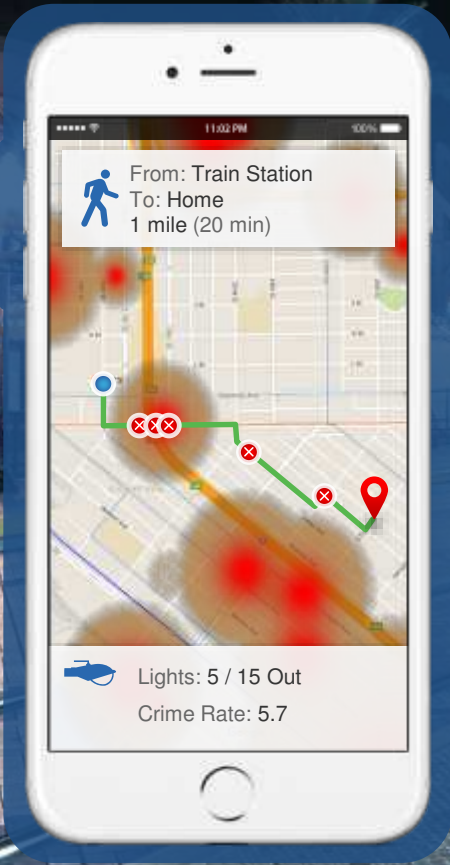 11:02 PM
100%
From: Train Station
To: Home
1 mile (20 min)
Lights: 5 / 15 Out
Crime Rate: 5.7